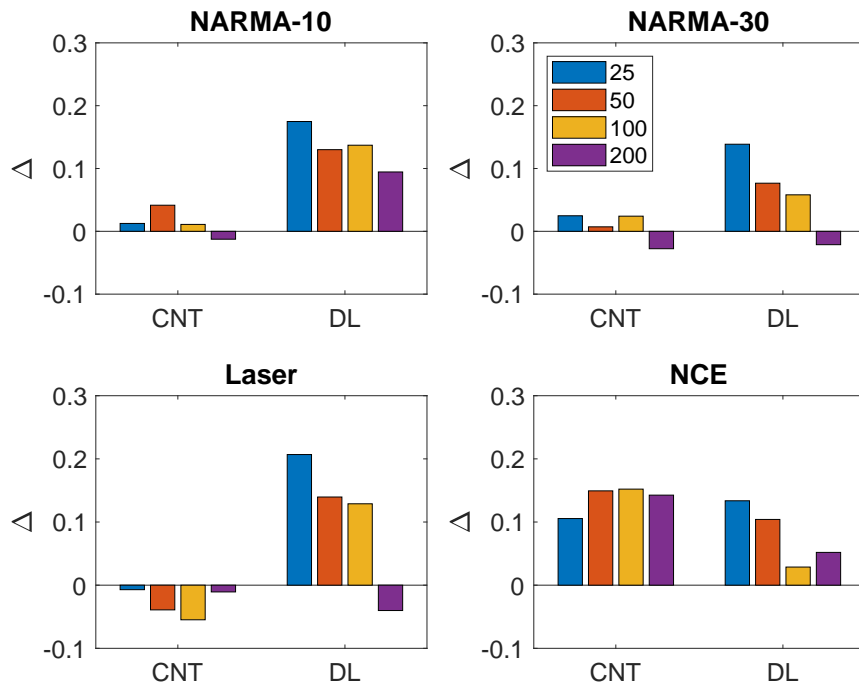 NARMA-10
0.3
0.2
0.1
0
-0.1
Δ
CNT DL
NARMA-30
0.3
0.2
0.1
0
-0.1
Δ
25
50
100
200
CNT DL
Laser
0.3
0.2
0.1
0
-0.1
Δ
CNT DL
NCE
0.3
0.2
0.1
0
-0.1
Δ
CNT DL